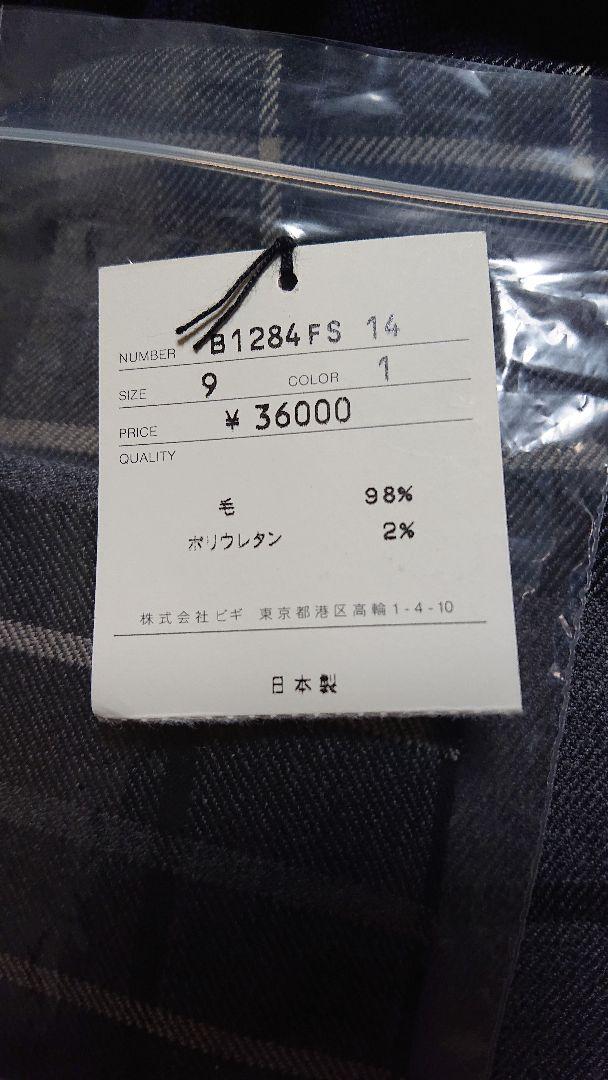 NUMBER B1284FS 14
SIZE 9 COLOR 1
PRICE ¥ 36000
QUALITY
毛 98%
ポリウレタン 2%
株式会社ビギ 東京都港区高輪1-4-10
日本製